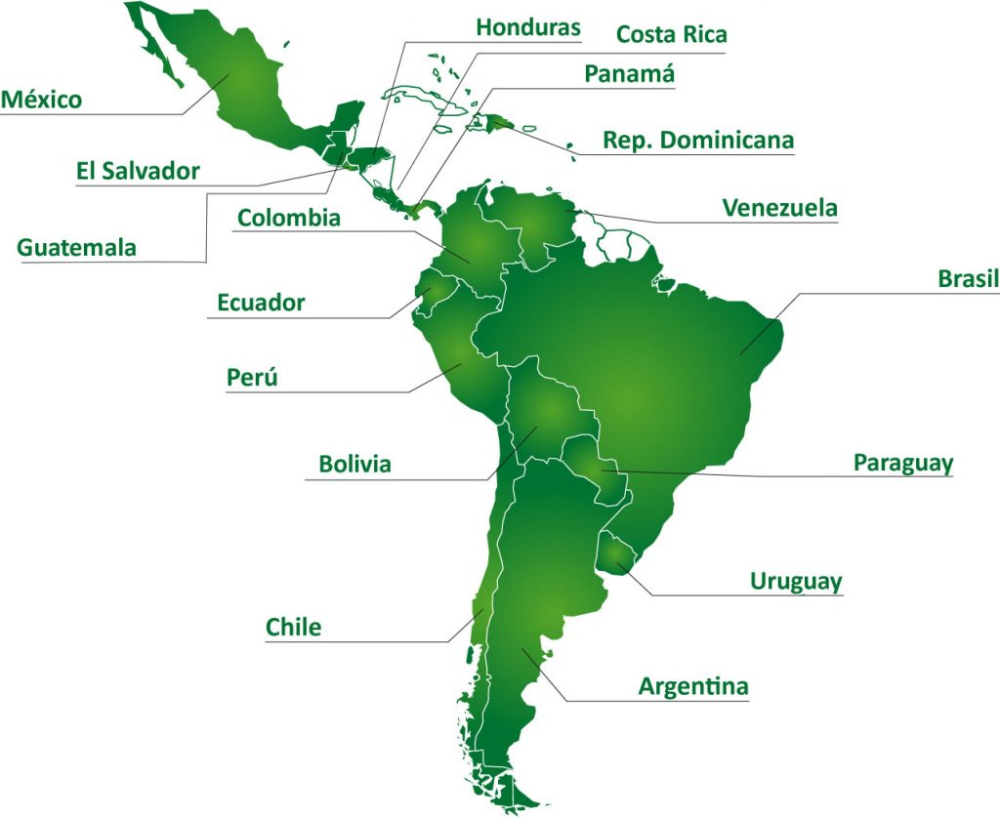 Honduras
Costa Rica
Panamá
México
Rep. Dominicana
El Salvador
Colombia
Venezuela
Guatemala
Brasil
Ecuador
Perú
Bolivia
Paraguay
Uruguay
Chile
Argentina